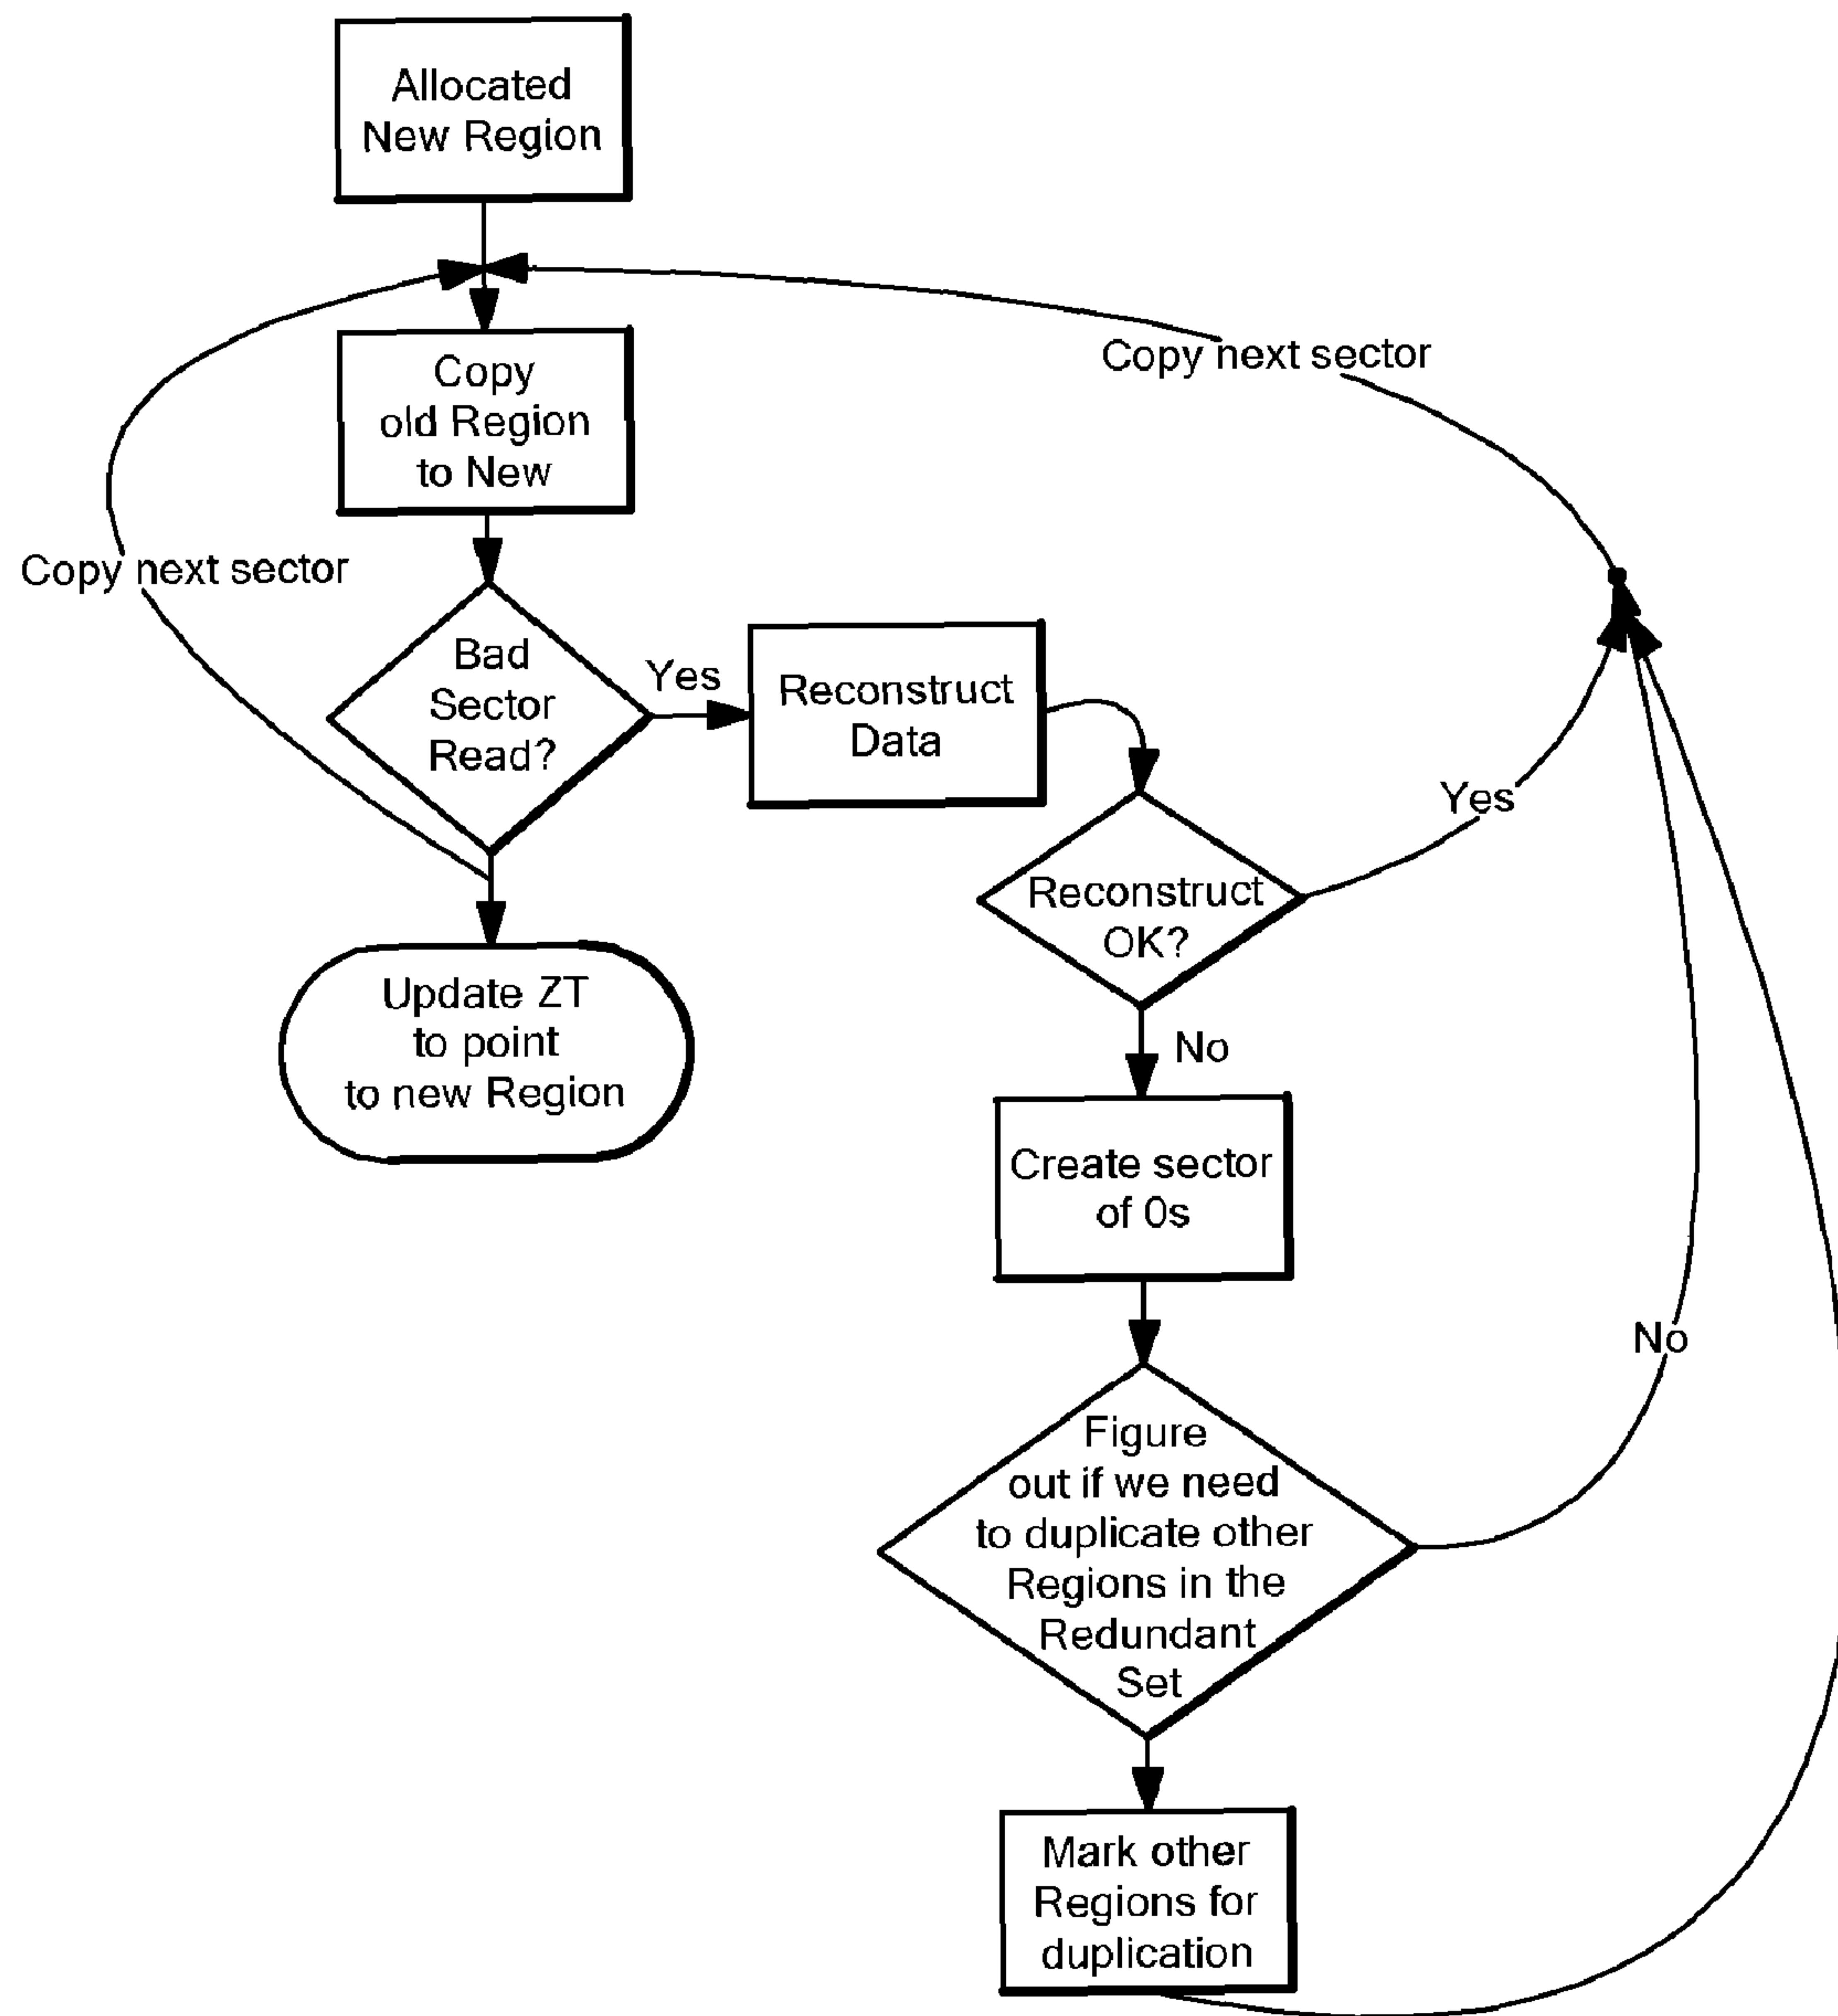 Allocated
New Region
Copy next sector
Copy
old Region
to New
Copy next sector
Bad
Sector
Read?
Yes
Reconstruct
Data
Yes
Reconstruct
OK?
No
Update ZT
to point
to new Region
Create sector
of 0s
No
Figure
out if we need
to duplicate other
Regions in the
Redundant
Set
Mark other
Regions for
duplication